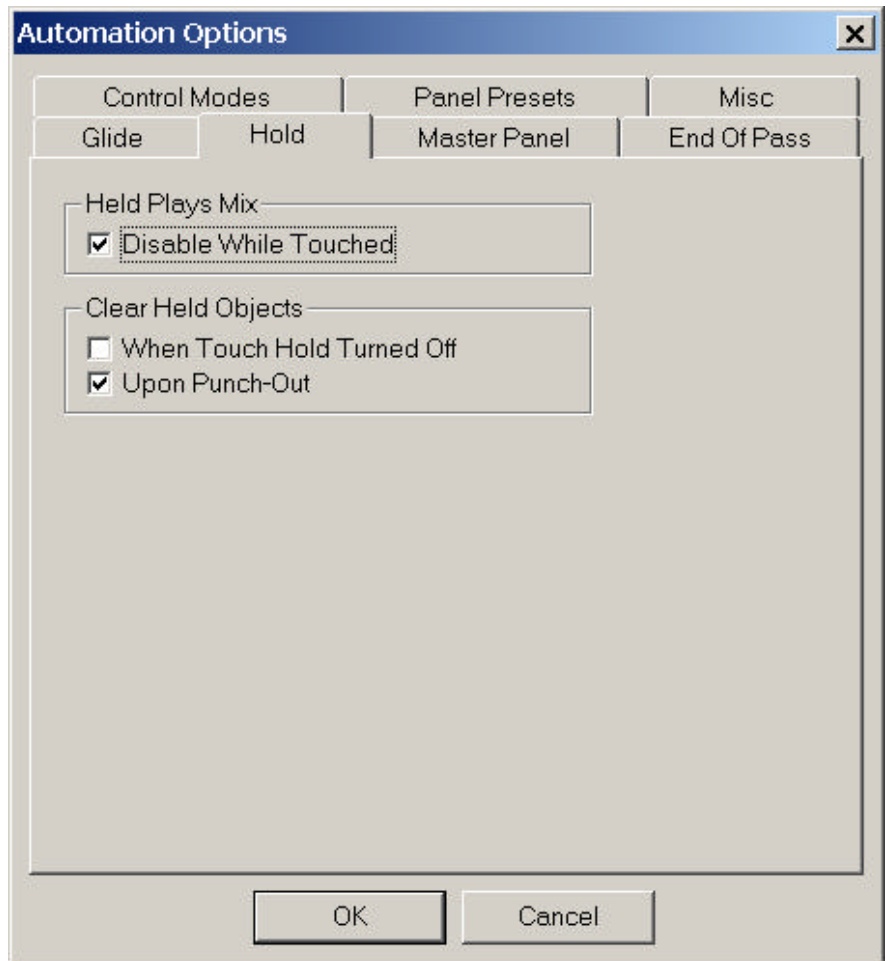 Automation Options
Control Modes Panel Presets Misc
Glide Hold Master Panel End Of Pass
Held Plays Mix
Disable While Touched
Clear Held Objects
When Touch Hold Turned Off
Upon Punch-Out
OK Cancel